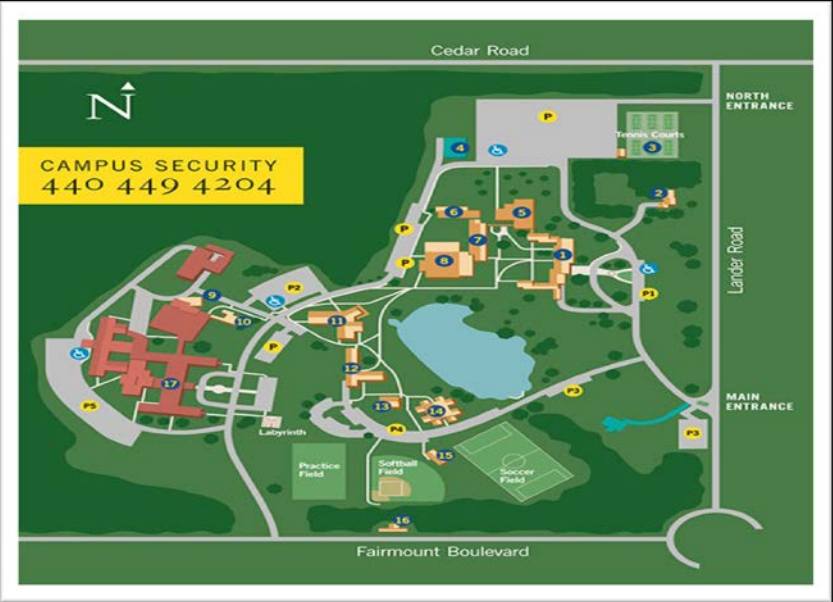 Cedar Road
N
NORTH
ENTRANCE
P
Tennis Courts
CAMPUS SECURITY
440 449 4204
4
3
2
6
5
P
7
Lander Road
8
1
P
P1
9
P2
10
11
P
12
17
P3
MAIN
ENTRANCE
P5
13
14
Labyrinth
P4
P3
15
Practice
Field
Softball
Field
Soccer
Field
16
Fairmount Boulevard